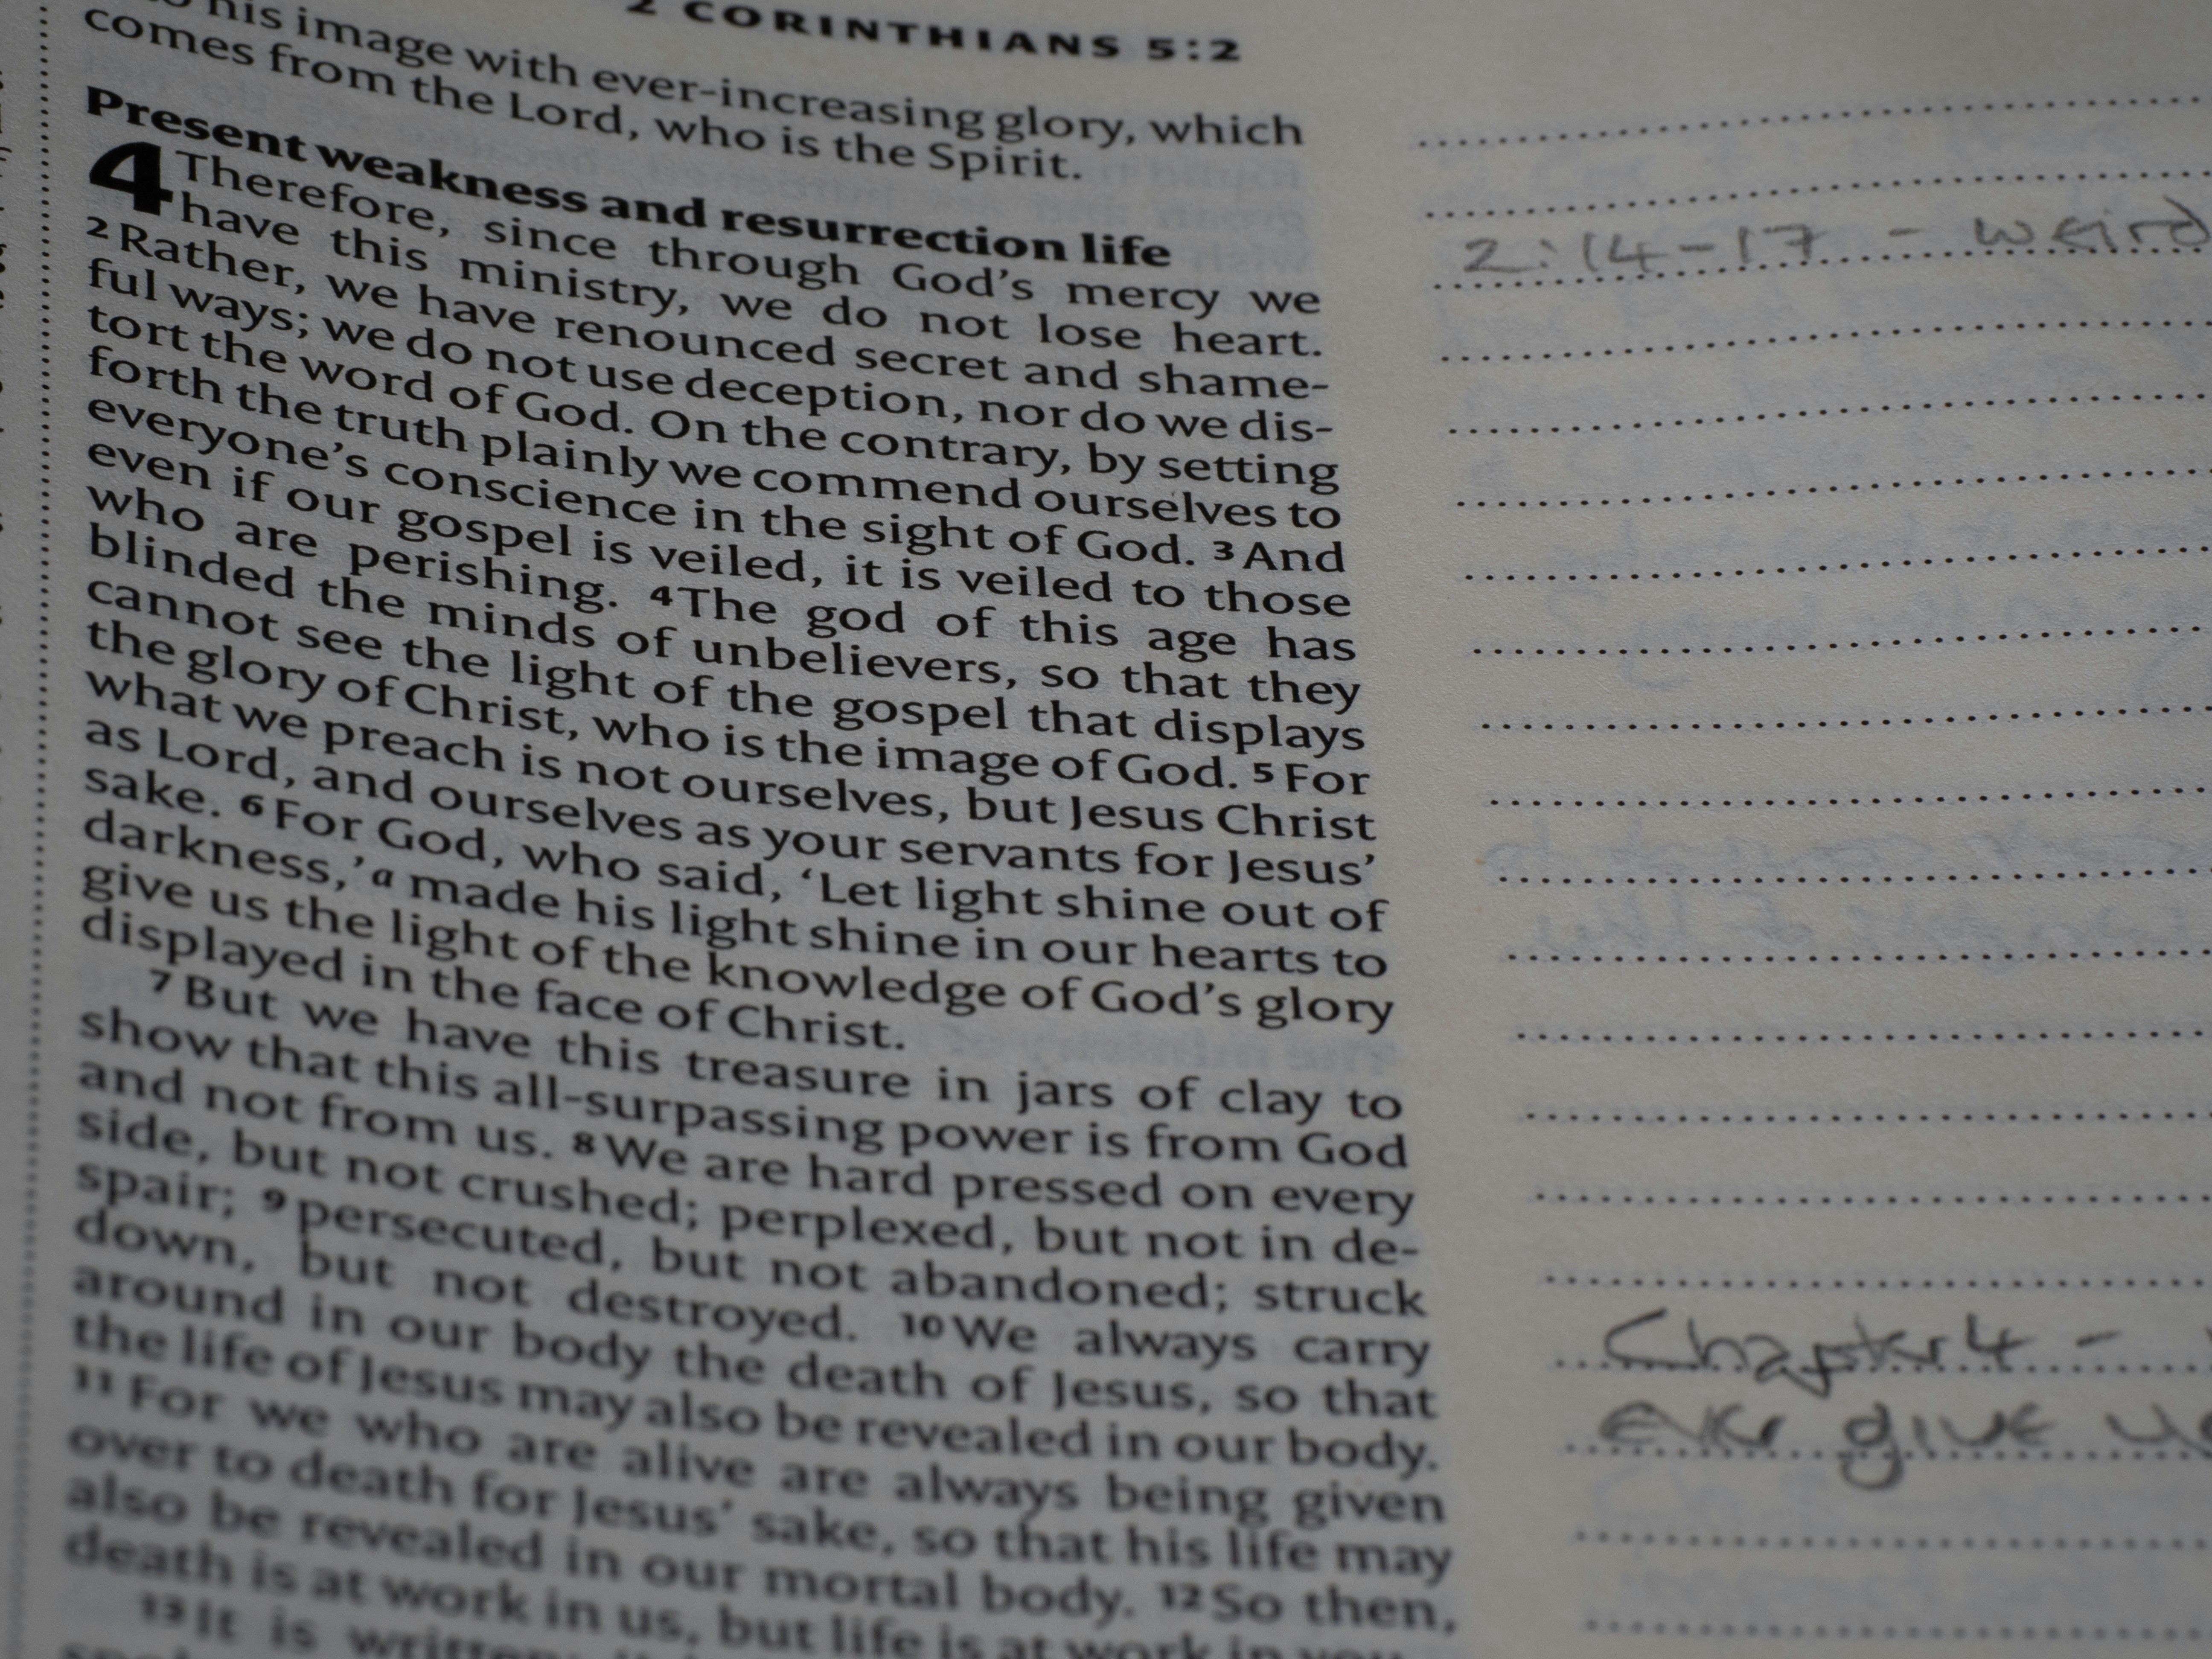 2 CORINTHIANS 5:2
his image with ever-increasing glory, which
comes from the Lord, who is the Spirit.
Present weakness and resurrection life
4 Therefore, since through God's mercy we
have this ministry, we do not lose heart.
2 Rather, we have renounced secret and shame-
ful ways; we do not use deception, nor do we dis-
tort the word of God. On the contrary, by setting
forth the truth plainly we commend ourselves to
everyone's conscience in the sight of God. 3 And
even if our gospel is veiled, it is veiled to those
who are perishing. 4 The god of this age has
blinded the minds of unbelievers, so that they
cannot see the light of the gospel that displays
the glory of Christ, who is the image of God. 5 For
what we preach is not ourselves, but Jesus Christ
as Lord, and ourselves as your servants for Jesus'
sake. 6 For God, who said, 'Let light shine out of
darkness,' a made his light shine in our hearts to
give us the light of the knowledge of God's glory
displayed in the face of Christ.
7 But we have this treasure in jars of clay to
show that this all-surpassing power is from God
and not from us. 8 We are hard pressed on every
side, but not crushed; perplexed, but not in de-
spair; 9 persecuted, but not abandoned; struck
down, but not destroyed. 10 We always carry
around in our body the death of Jesus, so that
the life of Jesus may also be revealed in our body.
11 For we who are alive are always being given
over to death for Jesus' sake, so that his life may
also be revealed in our mortal body. 12 So then,
death is at work in us, but life is at work in you.
13 It is written:
2:14-17 - weird
Chapter 4 -
ever give